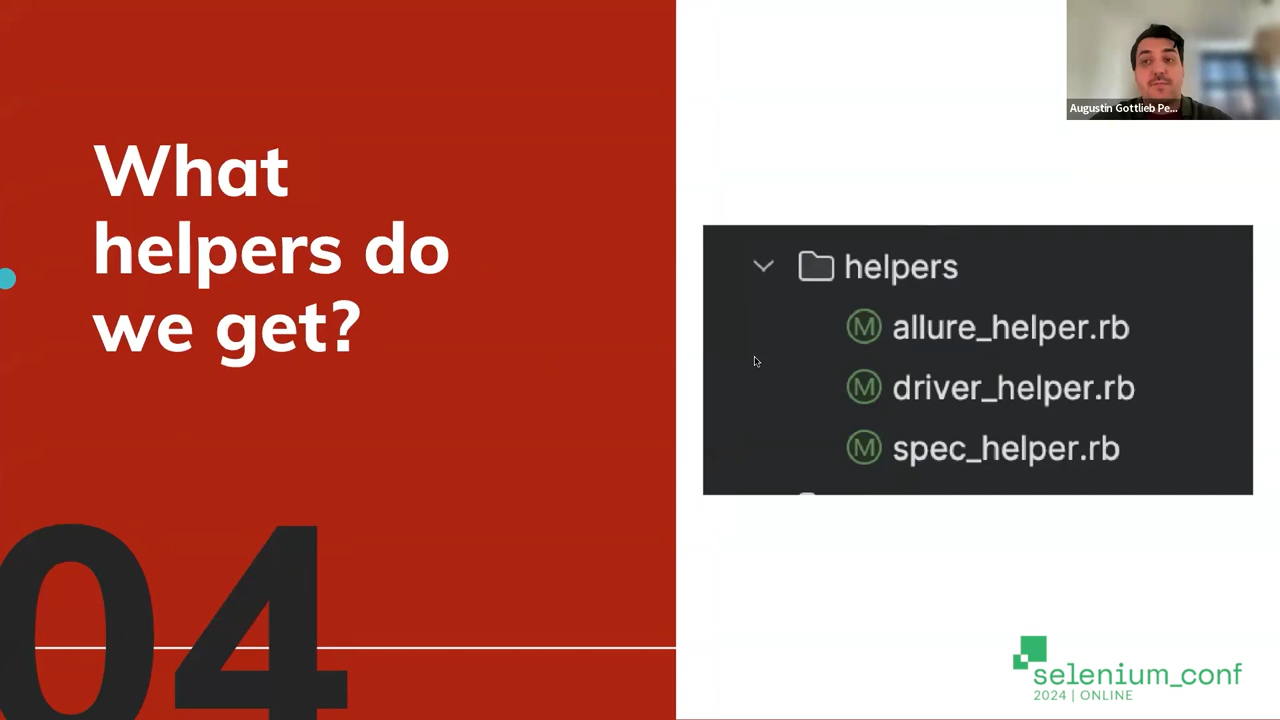 What
helpers do
we get?
04
Augustin Gottlieb Pe...
helpers
M allure_helper.rb
M driver_helper.rb
M spec_helper.rb
selenium_conf
2024 | ONLINE